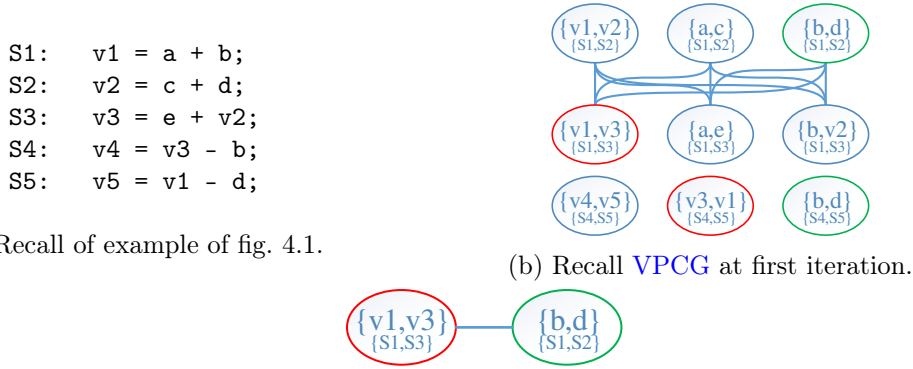 S1: v1 = a + b;
S2: v2 = c + d;
S3: v3 = e + v2;
S4: v4 = v3 - b;
S5: v5 = v1 - d;
Recall of example of fig. 4.1.
{v1,v2} {a,c} {b,d}
{S1,S2} {S1,S2} {S1,S2}
{v1,v3} {a,e} {b,v2}
{S1,S3} {S1,S3} {S1,S3}
{v4,v5} {v3,v1} {b,d}
{S4,S5} {S4,S5} {S4,S5}
(b) Recall VPCG at first iteration.
{v1,v3} {b,d}
{S1,S3} {S1,S2}